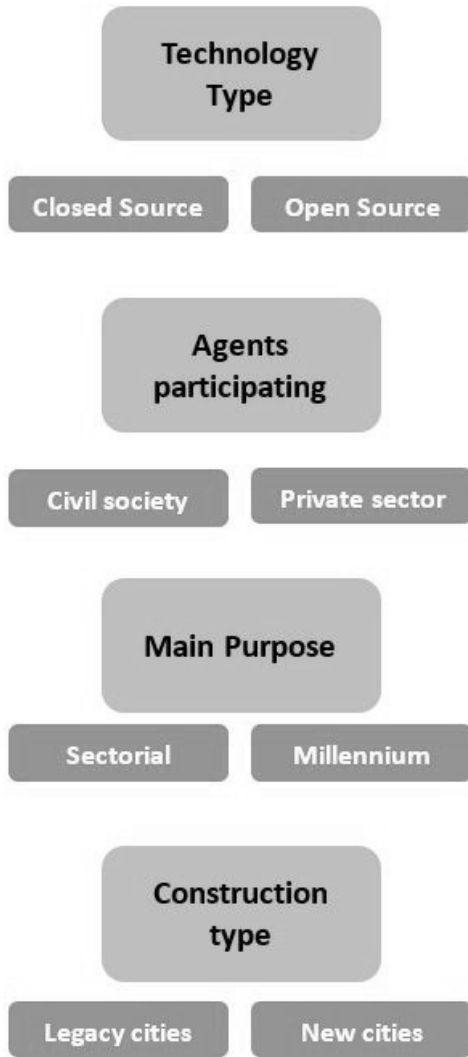 Technology
Type
Closed Source
Open Source
Agents
participating
Civil society
Private sector
Main Purpose
Sectorial
Millennium
Construction
type
Legacy cities
New cities